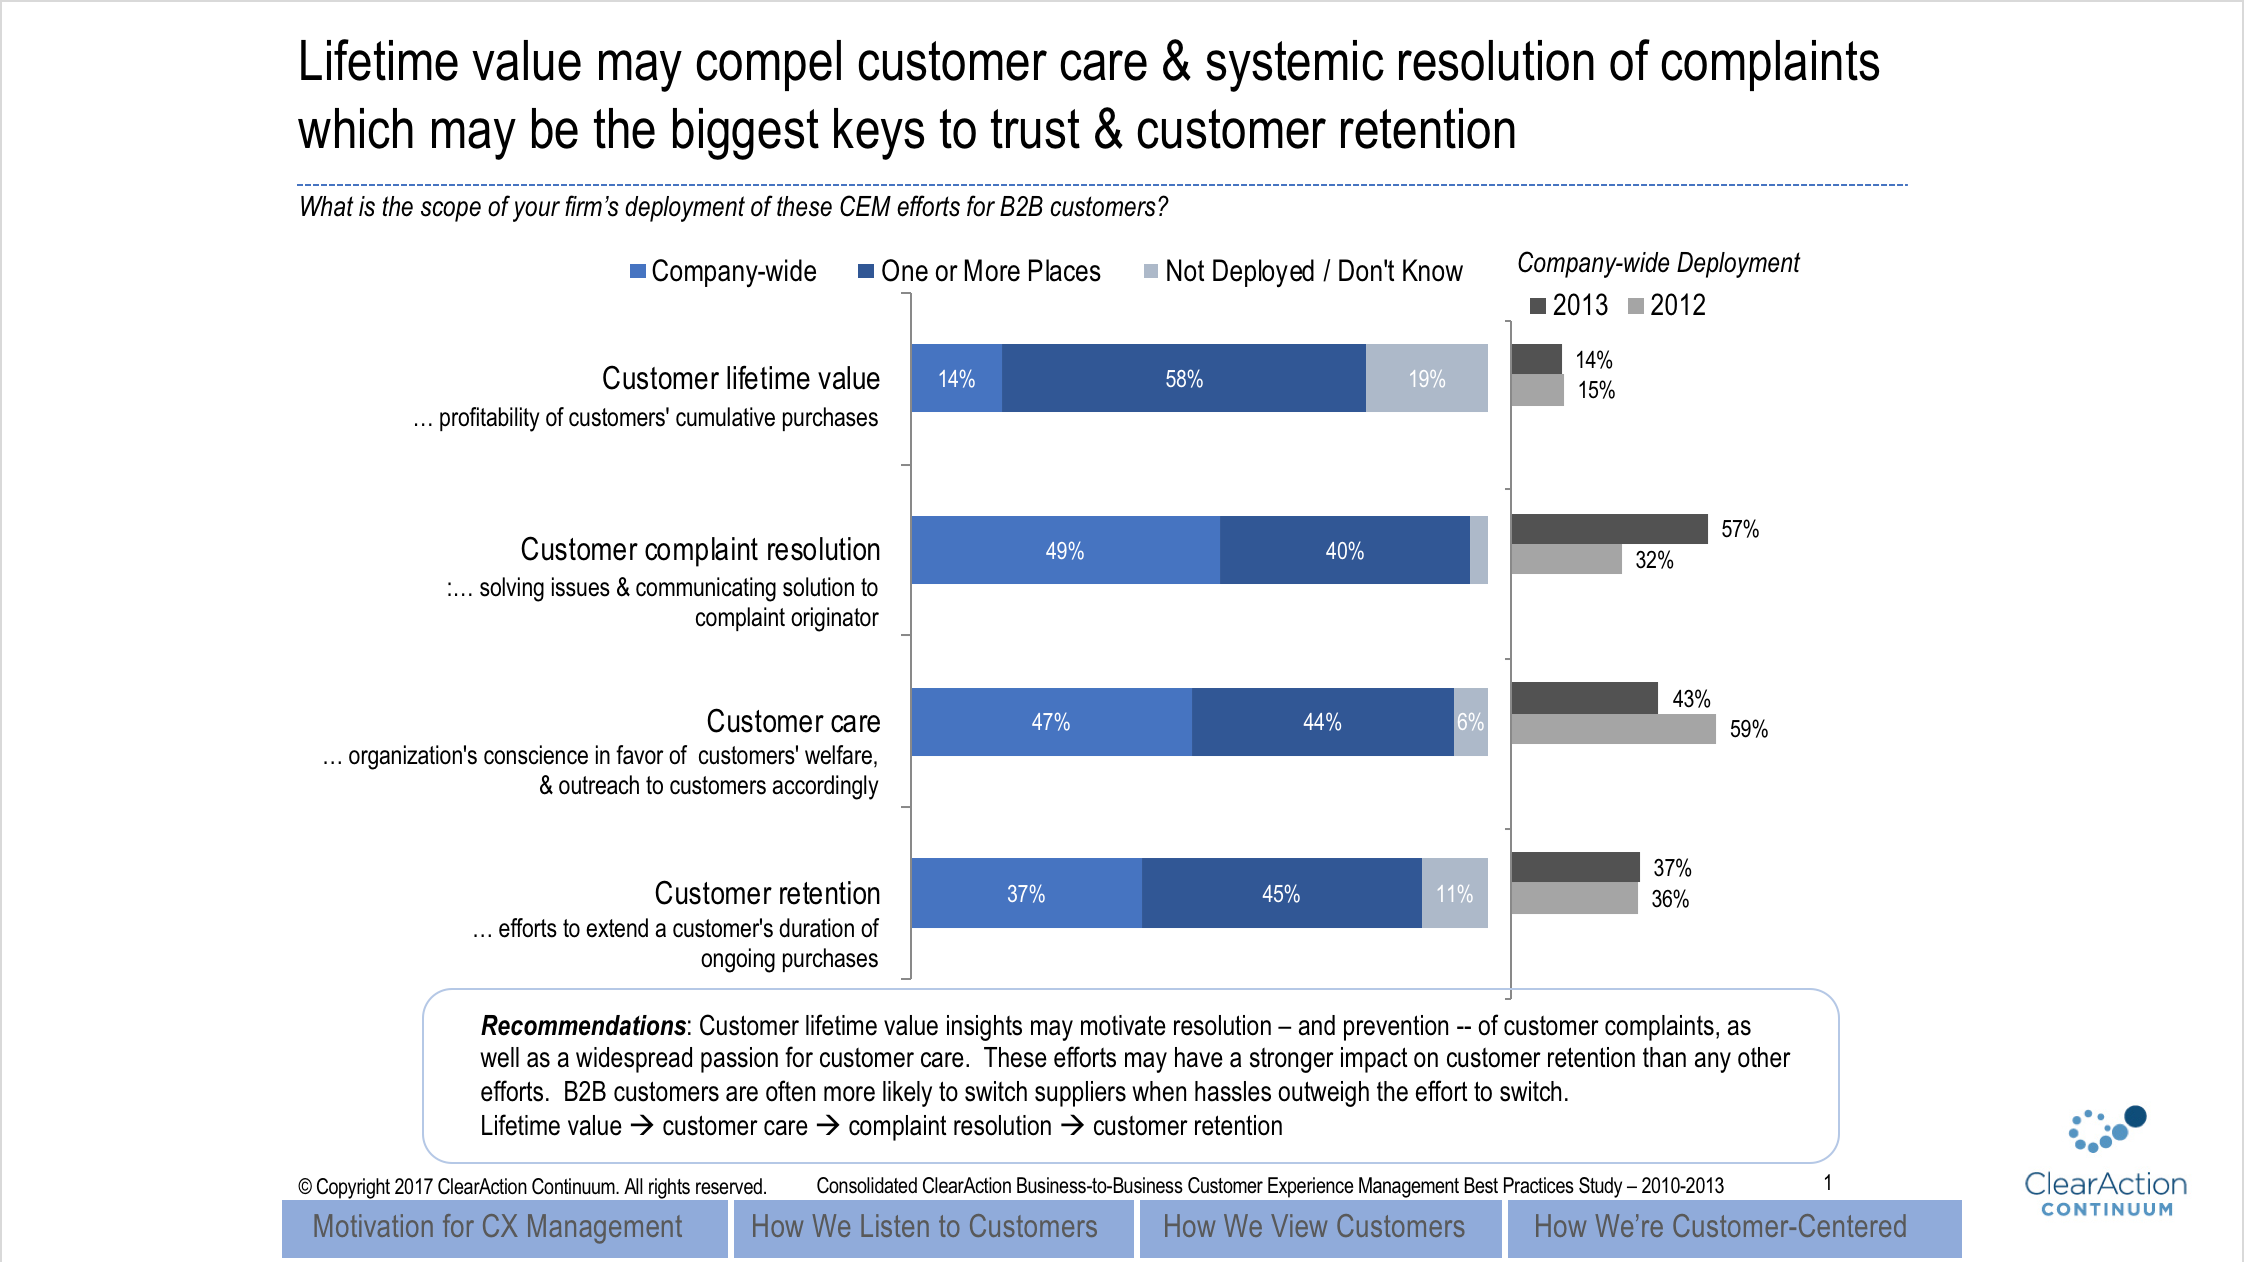 Lifetime value may compel customer care & systemic resolution of complaints
which may be the biggest keys to trust & customer retention
What is the scope of your firm’s deployment of these CEM efforts for B2B customers?
Company-wide One or More Places Not Deployed / Don't Know
Company-wide Deployment
2013 2012
Customer lifetime value
… profitability of customers' cumulative purchases
14% 58% 19%
14%
15%
Customer complaint resolution
:… solving issues & communicating solution to
complaint originator
49% 40%
57%
32%
Customer care
… organization's conscience in favor of  customers' welfare,
& outreach to customers accordingly
47% 44% 6%
43%
59%
Customer retention
… efforts to extend a customer's duration of
ongoing purchases
37% 45% 11%
37%
36%
Recommendations: Customer lifetime value insights may motivate resolution – and prevention -- of customer complaints, as
well as a widespread passion for customer care.  These efforts may have a stronger impact on customer retention than any other
efforts.  B2B customers are often more likely to switch suppliers when hassles outweigh the effort to switch.
Lifetime value → customer care → complaint resolution → customer retention
© Copyright 2017 ClearAction Continuum. All rights reserved.
Consolidated ClearAction Business-to-Business Customer Experience Management Best Practices Study – 2010-2013
1
Motivation for CX Management
How We Listen to Customers
How We View Customers
How We’re Customer-Centered
ClearAction
CONTINUUM